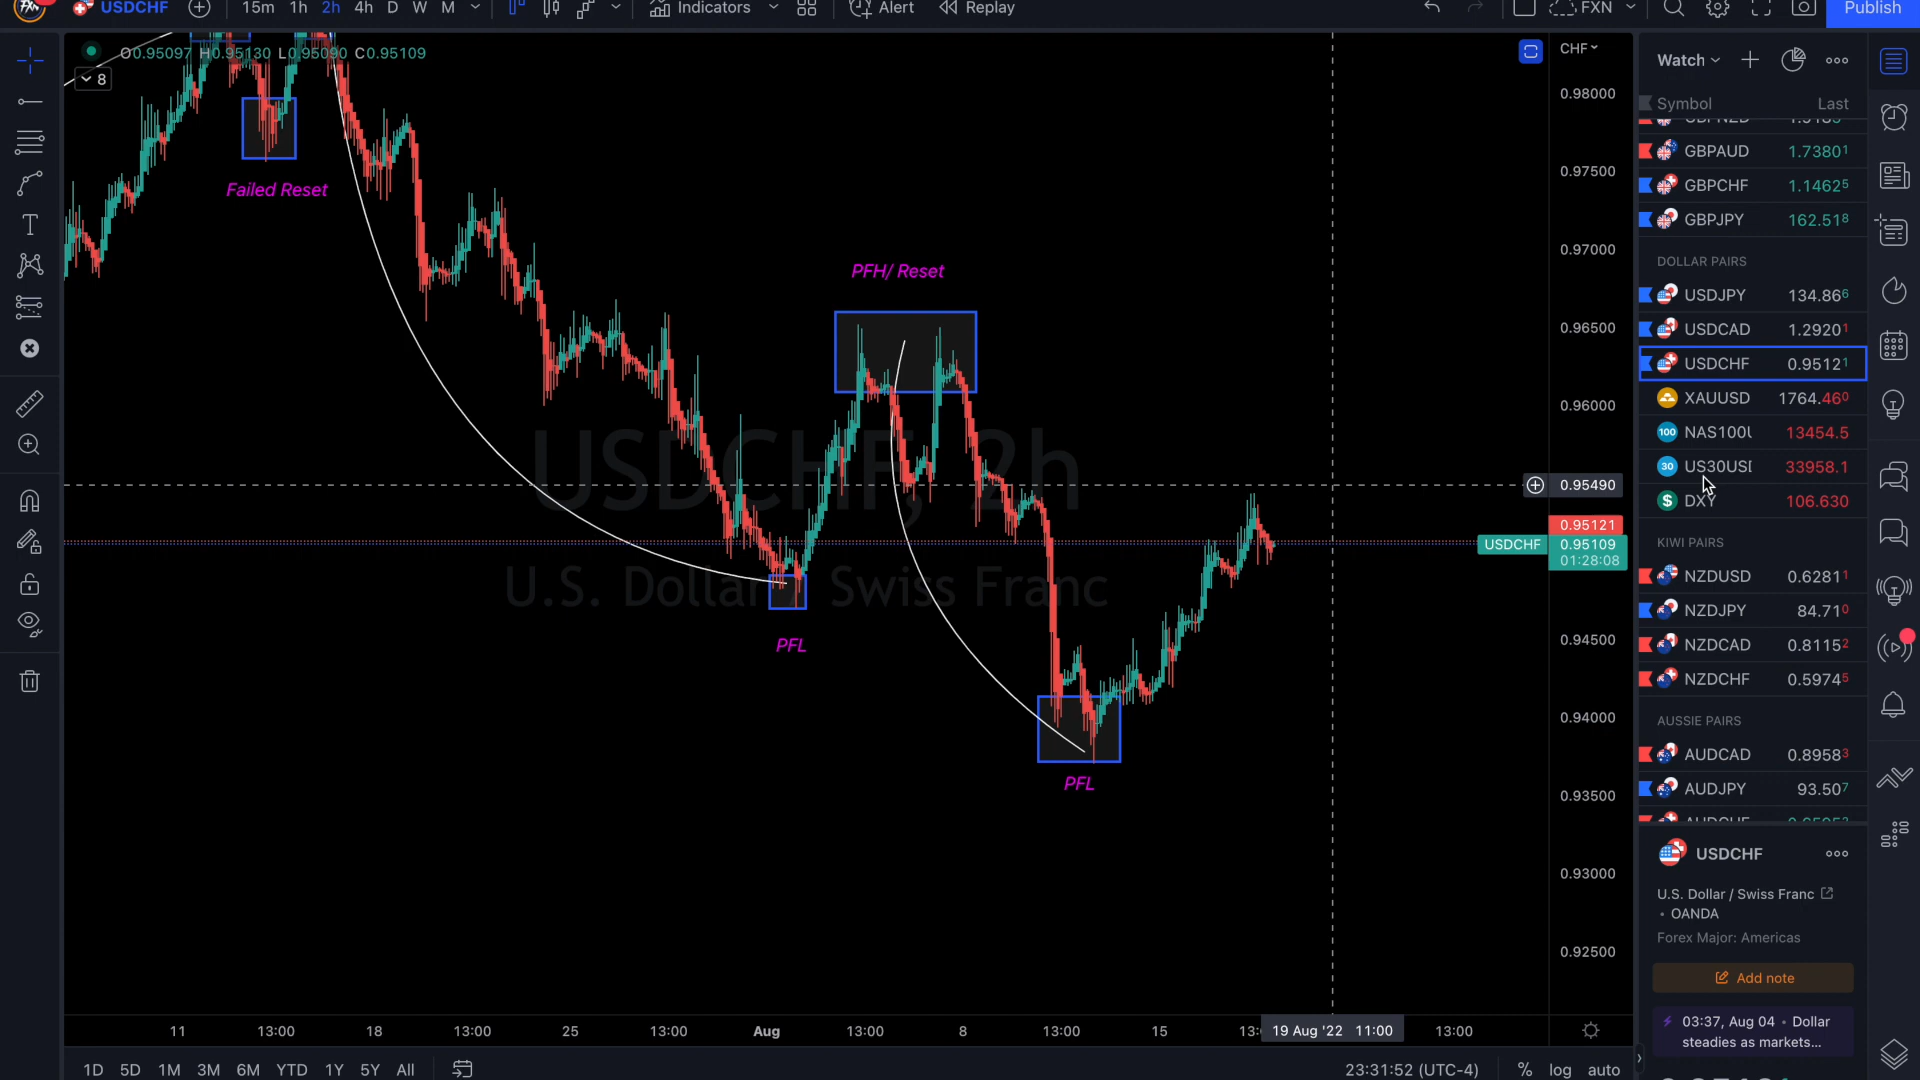 USDCHF 15m 1h 2h 4h D W M Indicators Alert Replay FXN Publish
O0.95097 H0.95130 L0.95090 C0.95109
8
Failed Reset
PFH/ Reset
PFL
PFL
USDCHF, 2h
U.S. Dollar / Swiss Franc
CHF
0.98000
0.97500
0.97000
0.96500
0.96000
0.95490
0.95121
USDCHF 0.95109
01:28:08
0.94500
0.94000
0.93500
0.93000
0.92500
11 13:00 18 13:00 25 13:00 Aug 13:00 8 13:00 15 13: 19 Aug '22 11:00 13:00
1D 5D 1M 3M 6M YTD 1Y 5Y All
23:31:52 (UTC-4) % log auto
Watch
Symbol Last
GBPAUD 1.73801
GBPCHF 1.14625
GBPJPY 162.518
DOLLAR PAIRS
USDJPY 134.866
USDCAD 1.29201
USDCHF 0.95121
XAUUSD 1764.460
100 NAS100U 13454.5
30 US30USD 33958.1
DXY 106.630
KIWI PAIRS
NZDUSD 0.62811
NZDJPY 84.710
NZDCAD 0.81152
NZDCHF 0.59745
AUSSIE PAIRS
AUDCAD 0.89583
AUDJPY 93.507
USDCHF
U.S. Dollar / Swiss Franc
• OANDA
Forex Major: Americas
Add note
03:37, Aug 04 • Dollar
steadies as markets...